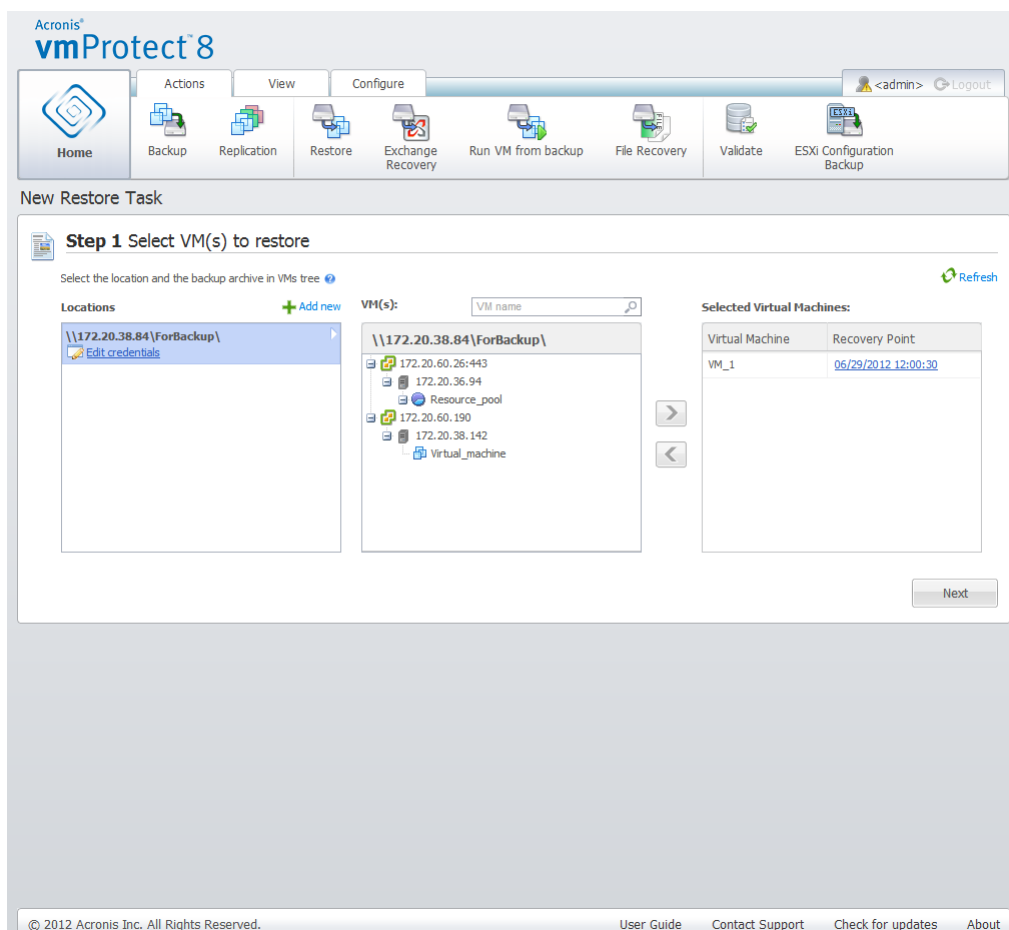 Acronis®
vmProtect™ 8
Actions View Configure
<admin> Logout
Home
Backup
Replication
Restore
Exchange Recovery
Run VM from backup
File Recovery
Validate
ESXi Configuration Backup
New Restore Task
Step 1 Select VM(s) to restore
Select the location and the backup archive in VMs tree
Refresh
Locations
Add new
\\172.20.38.84\ForBackup\
Edit credentials
VM(s):
VM name
\\172.20.38.84\ForBackup\
172.20.60.26:443
172.20.36.94
Resource_pool
172.20.60.190
172.20.38.142
Virtual_machine
Selected Virtual Machines:
Virtual Machine Recovery Point
VM_1 06/29/2012 12:00:30
Next
© 2012 Acronis Inc. All Rights Reserved.
User Guide Contact Support Check for updates About